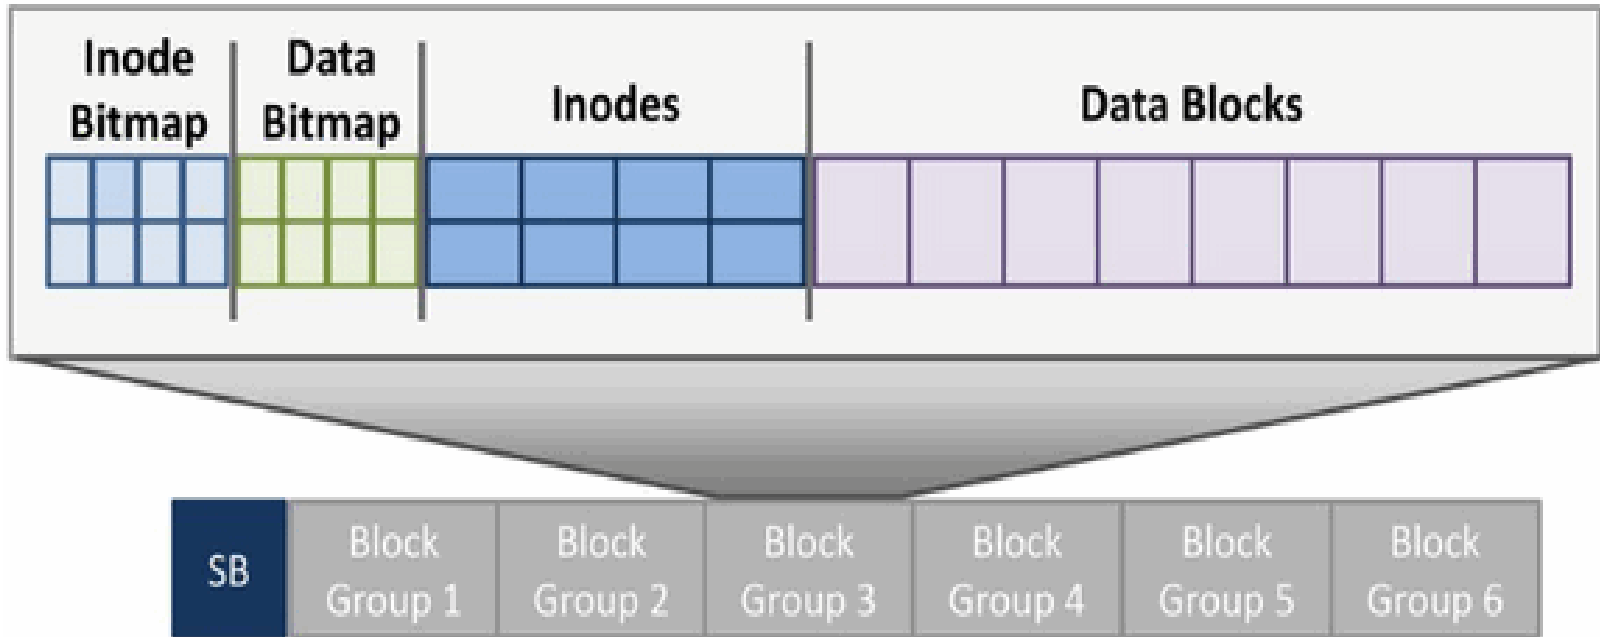 Inode
Bitmap
Data
Bitmap
Inodes
Data Blocks
SB
Block
Group 1
Block
Group 2
Block
Group 3
Block
Group 4
Block
Group 5
Block
Group 6